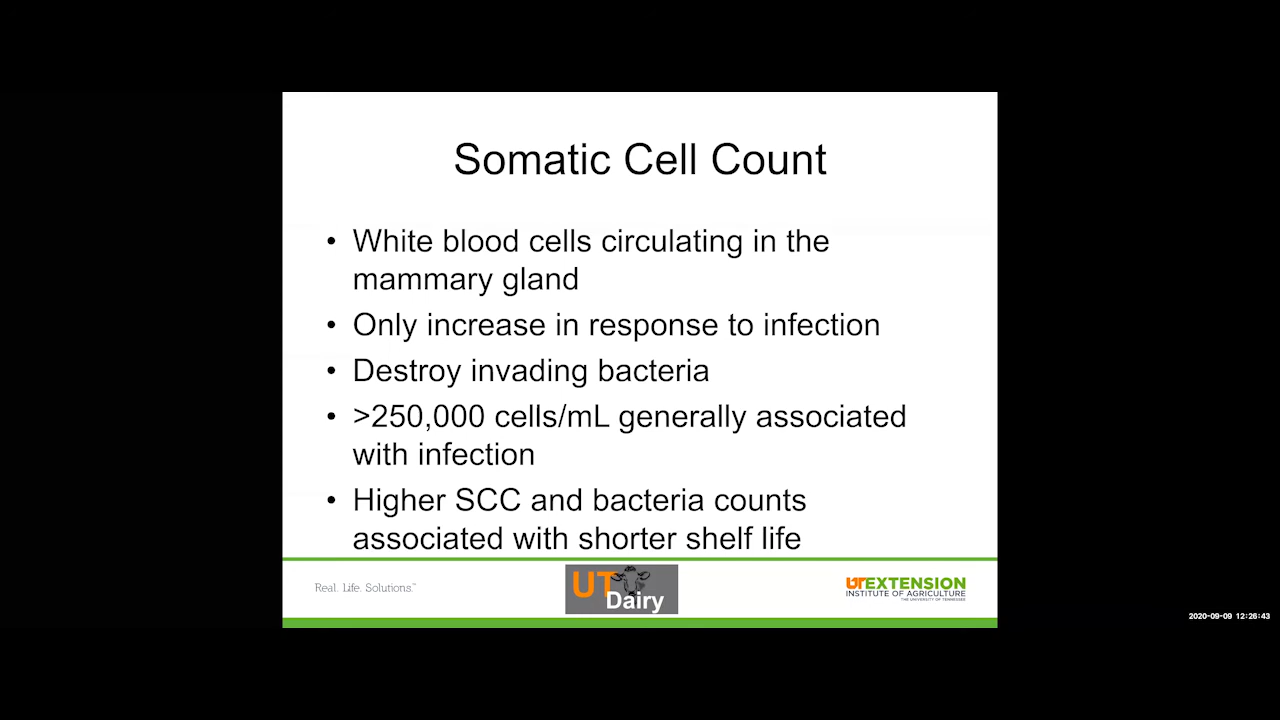 Somatic Cell Count
• White blood cells circulating in the
mammary gland
• Only increase in response to infection
• Destroy invading bacteria
• >250,000 cells/mL generally associated
with infection
• Higher SCC and bacteria counts
associated with shorter shelf life
Real. Life. Solutions.™
UT
Dairy
UTEXTENSION
INSTITUTE OF AGRICULTURE
THE UNIVERSITY OF TENNESSEE
2020-09-09 12:26:43